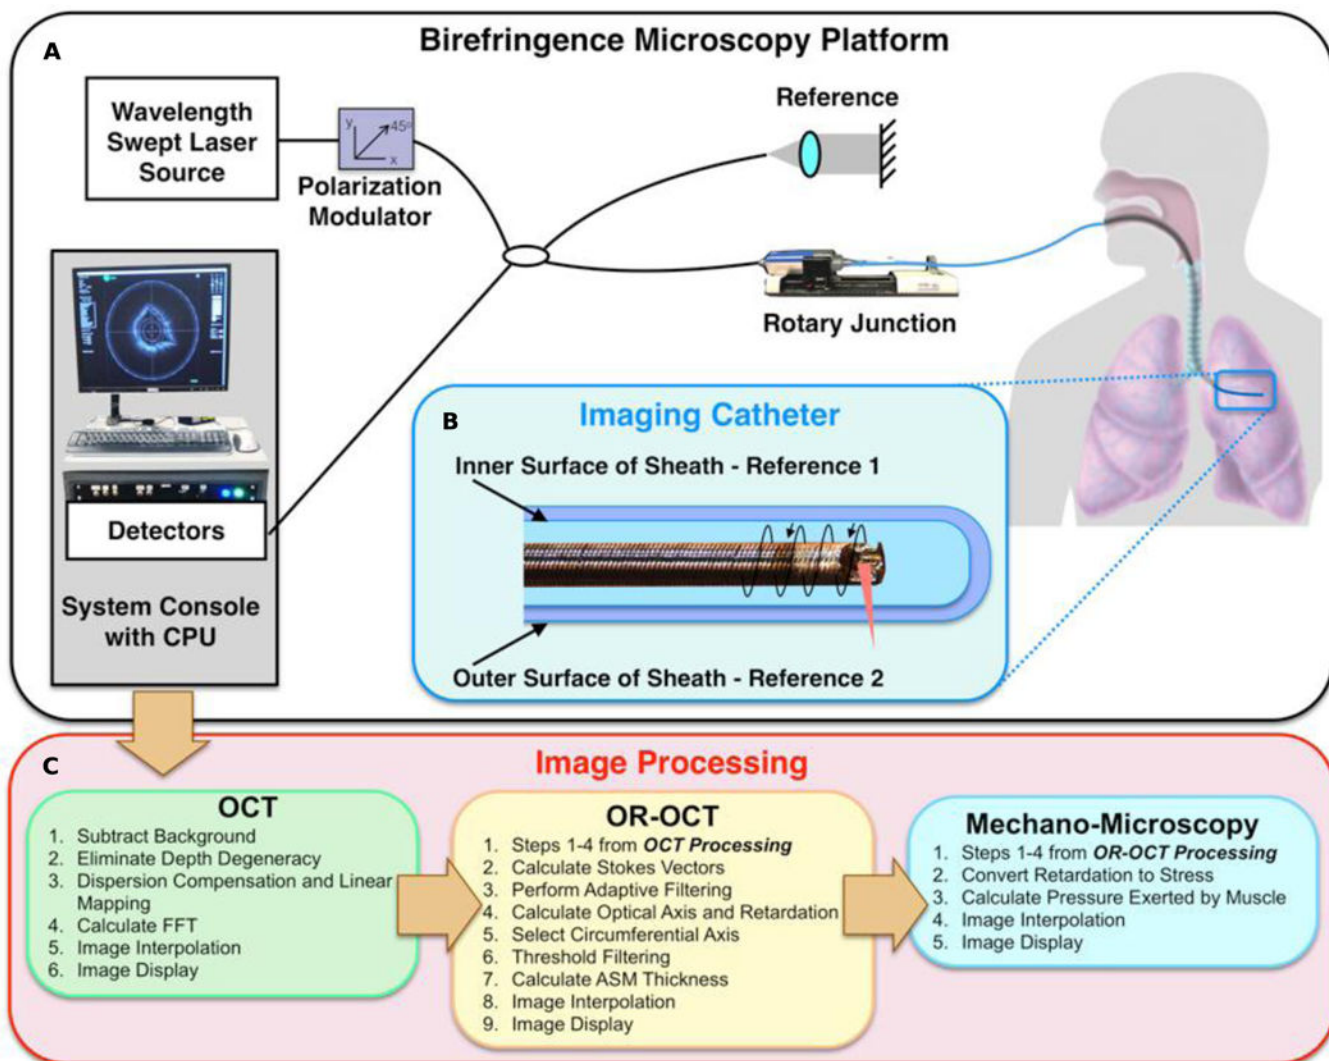 A
Birefringence Microscopy Platform
Wavelength
Swept Laser
Source
y
45º
x
Polarization
Modulator
Reference
Rotary Junction
Detectors
System Console
with CPU
B
Imaging Catheter
Inner Surface of Sheath - Reference 1
Outer Surface of Sheath - Reference 2
C
Image Processing
OCT
1. Subtract Background
2. Eliminate Depth Degeneracy
3. Dispersion Compensation and Linear
Mapping
4. Calculate FFT
5. Image Interpolation
6. Image Display
OR-OCT
1. Steps 1-4 from OCT Processing
2. Calculate Stokes Vectors
3. Perform Adaptive Filtering
4. Calculate Optical Axis and Retardation
5. Select Circumferential Axis
6. Threshold Filtering
7. Calculate ASM Thickness
8. Image Interpolation
9. Image Display
Mechano-Microscopy
1. Steps 1-4 from OR-OCT Processing
2. Convert Retardation to Stress
3. Calculate Pressure Exerted by Muscle
4. Image Interpolation
5. Image Display